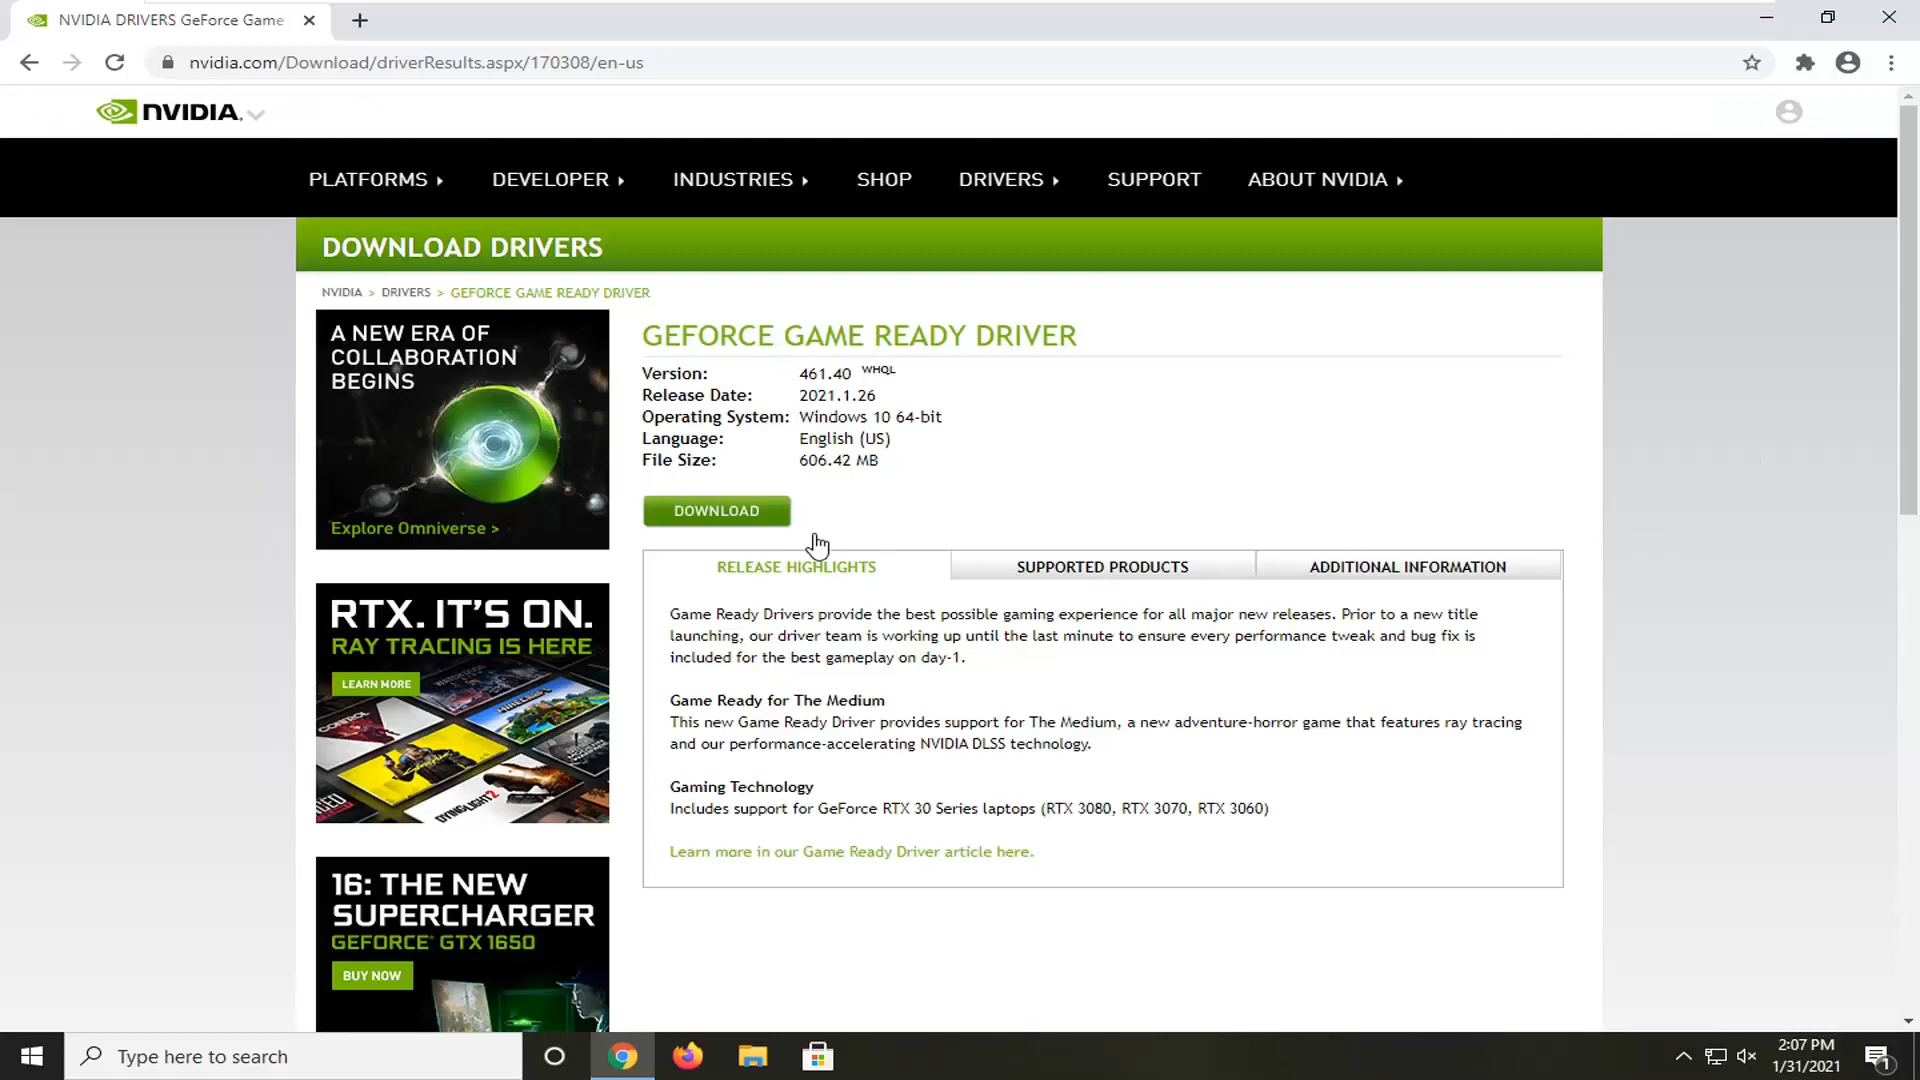 NVIDIA DRIVERS GeForce Game
nvidia.com/Download/driverResults.aspx/170308/en-us
NVIDIA.
PLATFORMS
DEVELOPER
INDUSTRIES
SHOP
DRIVERS
SUPPORT
ABOUT NVIDIA
DOWNLOAD DRIVERS
NVIDIA > DRIVERS > GEFORCE GAME READY DRIVER
A NEW ERA OF
COLLABORATION
BEGINS
Explore Omniverse >
RTX. IT'S ON.
RAY TRACING IS HERE
LEARN MORE
CONTROL
MINECRAFT
DYING LIGHT 2
16: THE NEW
SUPERCHARGER
GEFORCE® GTX 1650
BUY NOW
GEFORCE GAME READY DRIVER
Version: 461.40 WHQL
Release Date: 2021.1.26
Operating System: Windows 10 64-bit
Language: English (US)
File Size: 606.42 MB
DOWNLOAD
RELEASE HIGHLIGHTS
SUPPORTED PRODUCTS
ADDITIONAL INFORMATION
Game Ready Drivers provide the best possible gaming experience for all major new releases. Prior to a new title
launching, our driver team is working up until the last minute to ensure every performance tweak and bug fix is
included for the best gameplay on day-1.
Game Ready for The Medium
This new Game Ready Driver provides support for The Medium, a new adventure-horror game that features ray tracing
and our performance-accelerating NVIDIA DLSS technology.
Gaming Technology
Includes support for GeForce RTX 30 Series laptops (RTX 3080, RTX 3070, RTX 3060)
Learn more in our Game Ready Driver article here.
Type here to search
2:07 PM
1/31/2021
1